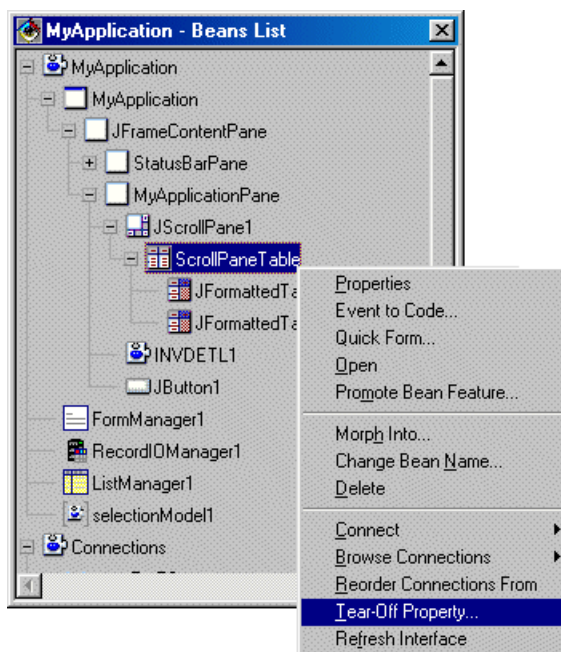 MyApplication - Beans List
MyApplication
MyApplication
JFrameContentPane
StatusBarPane
MyApplicationPane
JScrollPane1
ScrollPaneTable
JFormattedTa
JFormattedTa
INVDETL1
JButton1
FormManager1
RecordIOManager1
ListManager1
selectionModel1
Connections
Properties
Event to Code...
Quick Form...
Open
Promote Bean Feature...
Morph Into...
Change Bean Name...
Delete
Connect
Browse Connections
Reorder Connections From
Tear-Off Property...
Refresh Interface